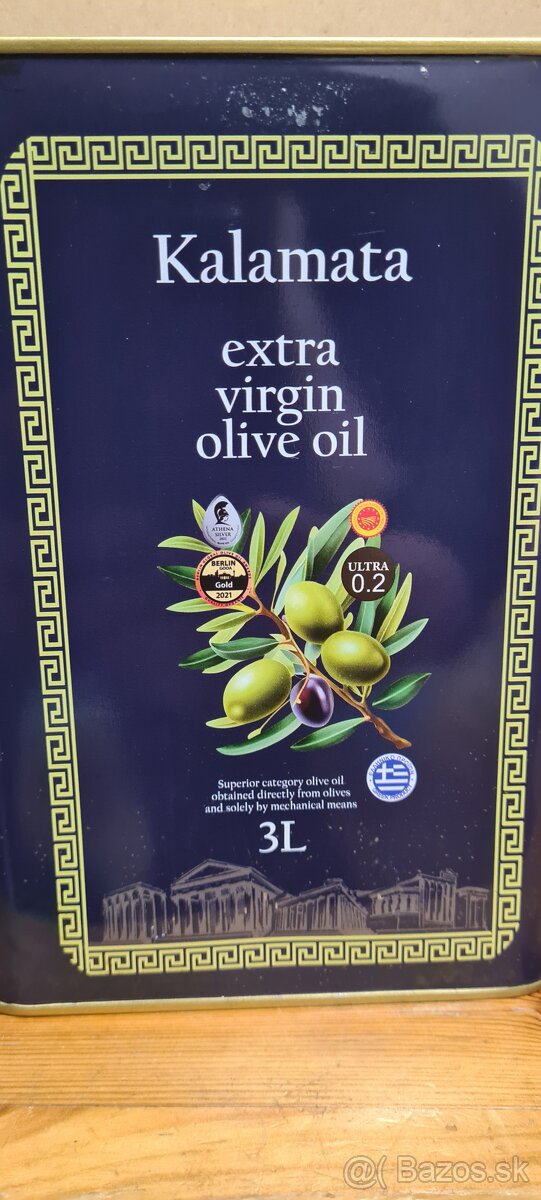 Kalamata
extra
virgin
olive oil
ATHENA
SILVER
BERLIN
GOOA
Gold
2021
ULTRA
0.2
Superior category olive oil
obtained directly from olives
and solely by mechanical means
3L
@( Bazos.sk